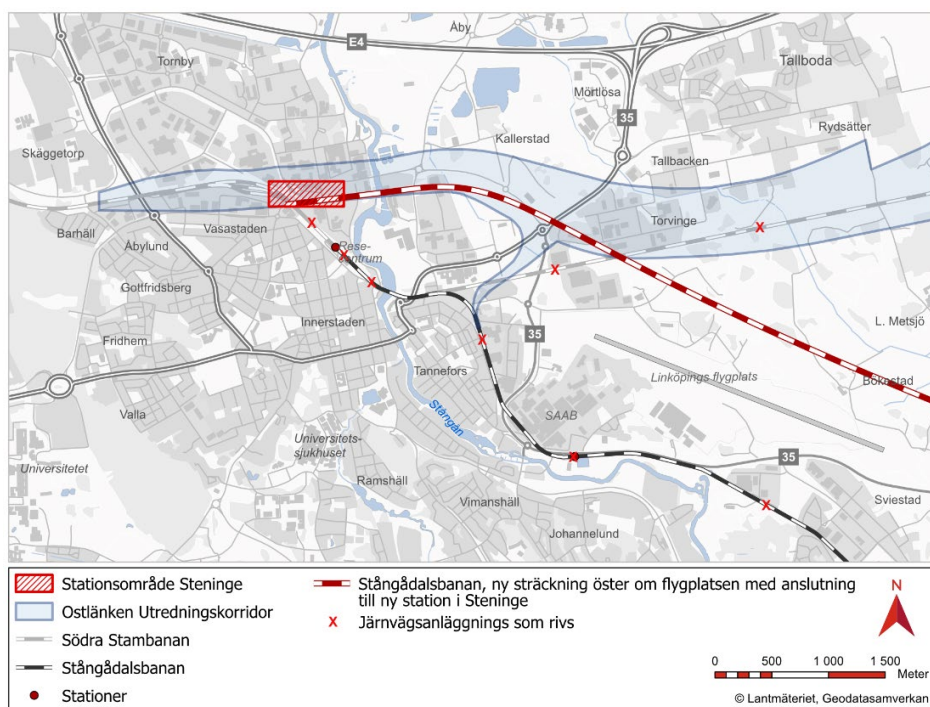 Åby
E4
Tornby
Tallboda
Mörtlösa
35
Rydsätter
Skäggetorp
Kallerstad
Tallbacken
Torvinge
Barhäll
Vasastaden
Åbylund
Rese-
centrum
Gottfridsberg
Innerstaden
L. Metsjö
35
Fridhem
Tannefors
Linköpings flygplats
Bökestad
Valla
Stångån
SAAB
Universitets-
sjukhuset
35
Universitetet
Ramshäll
Sviestad
Vimanshäll
Johannelund
Stationsområde Steninge
Ostlänken Utredningskorridor
Södra Stambanan
Stångådalsbanan
Stationer
Stångådalsbanan, ny sträckning öster om flygplatsen med anslutning
till ny station i Steninge
X Järnvägsanläggnings som rivs
N
0 500 1 000 1 500
Meter
© Lantmäteriet, Geodatasamverkan